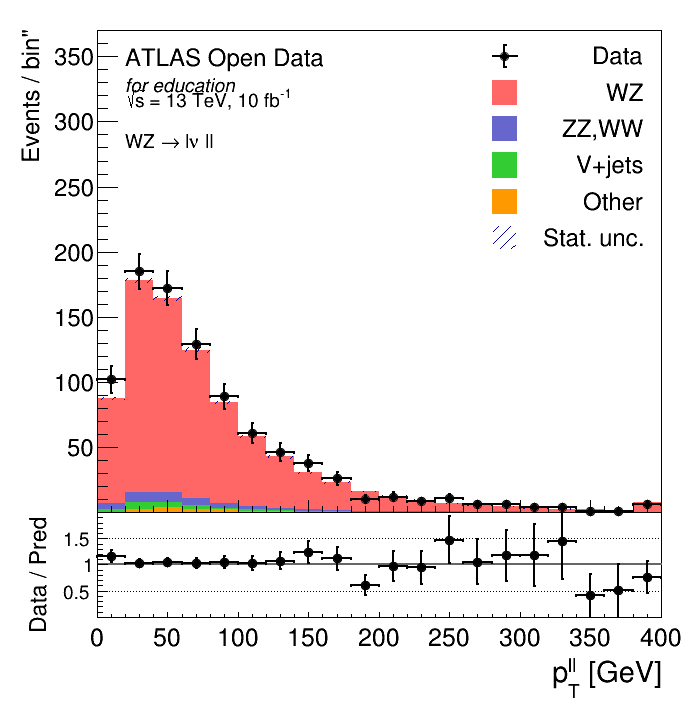 Events / bin"
350
300
250
200
150
100
50
ATLAS Open Data
for education
√s = 13 TeV, 10 fb-1
WZ → lν ll
Data
WZ
ZZ,WW
V+jets
Other
Stat. unc.
Data / Pred
1.5
1
0.5
0 50 100 150 200 250 300 350 400
pTll [GeV]